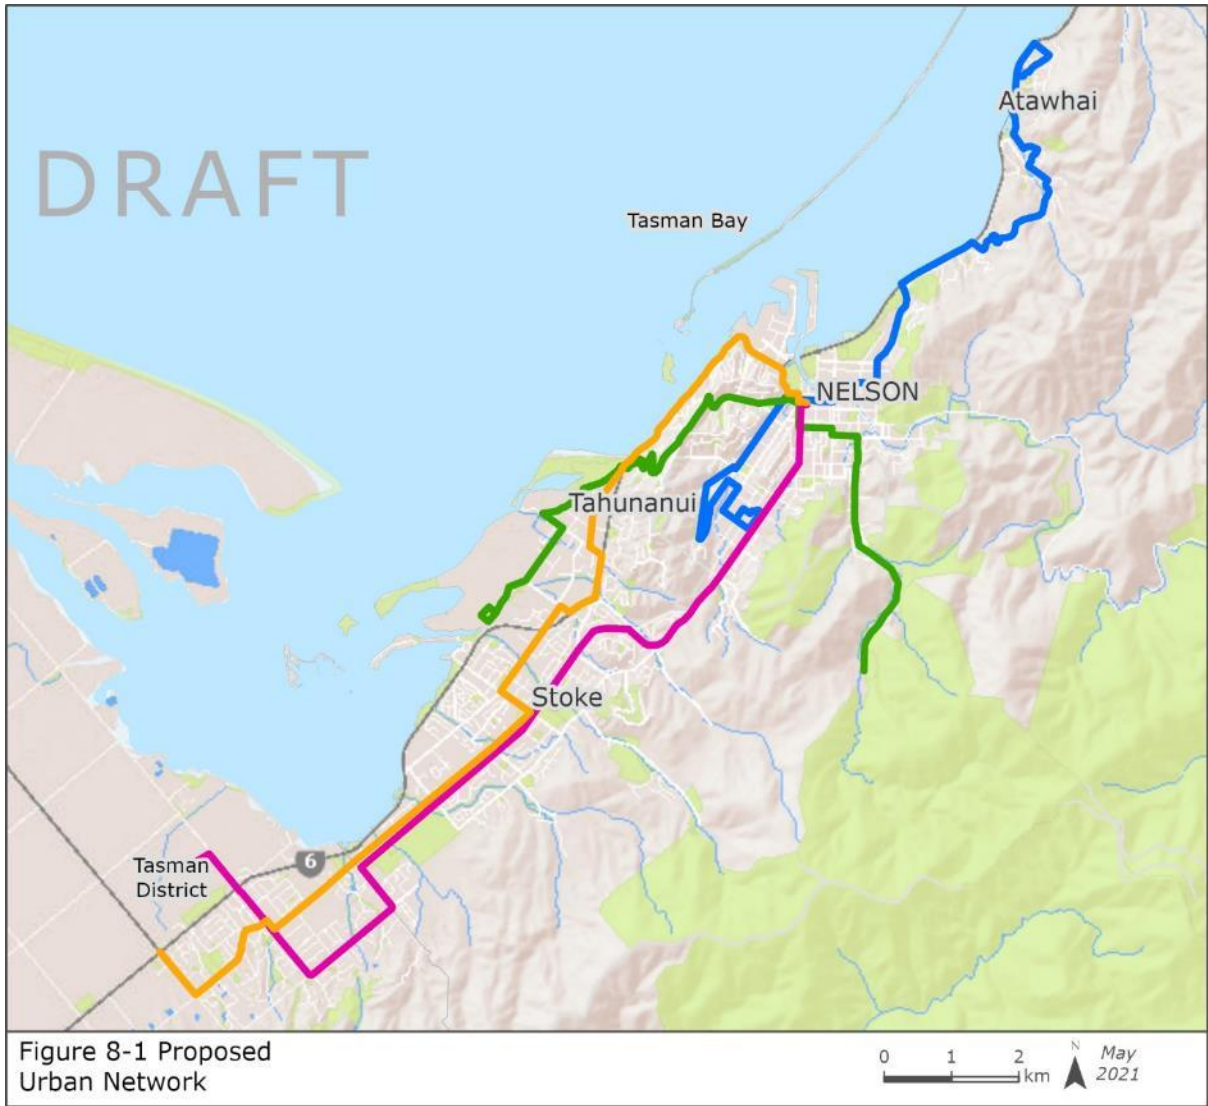 Atawhai
DRAFT
Tasman Bay
NELSON
Tahunanui
Stoke
6
Tasman
District
Figure 8-1 Proposed
Urban Network
0 1 2
km
N
May
2021